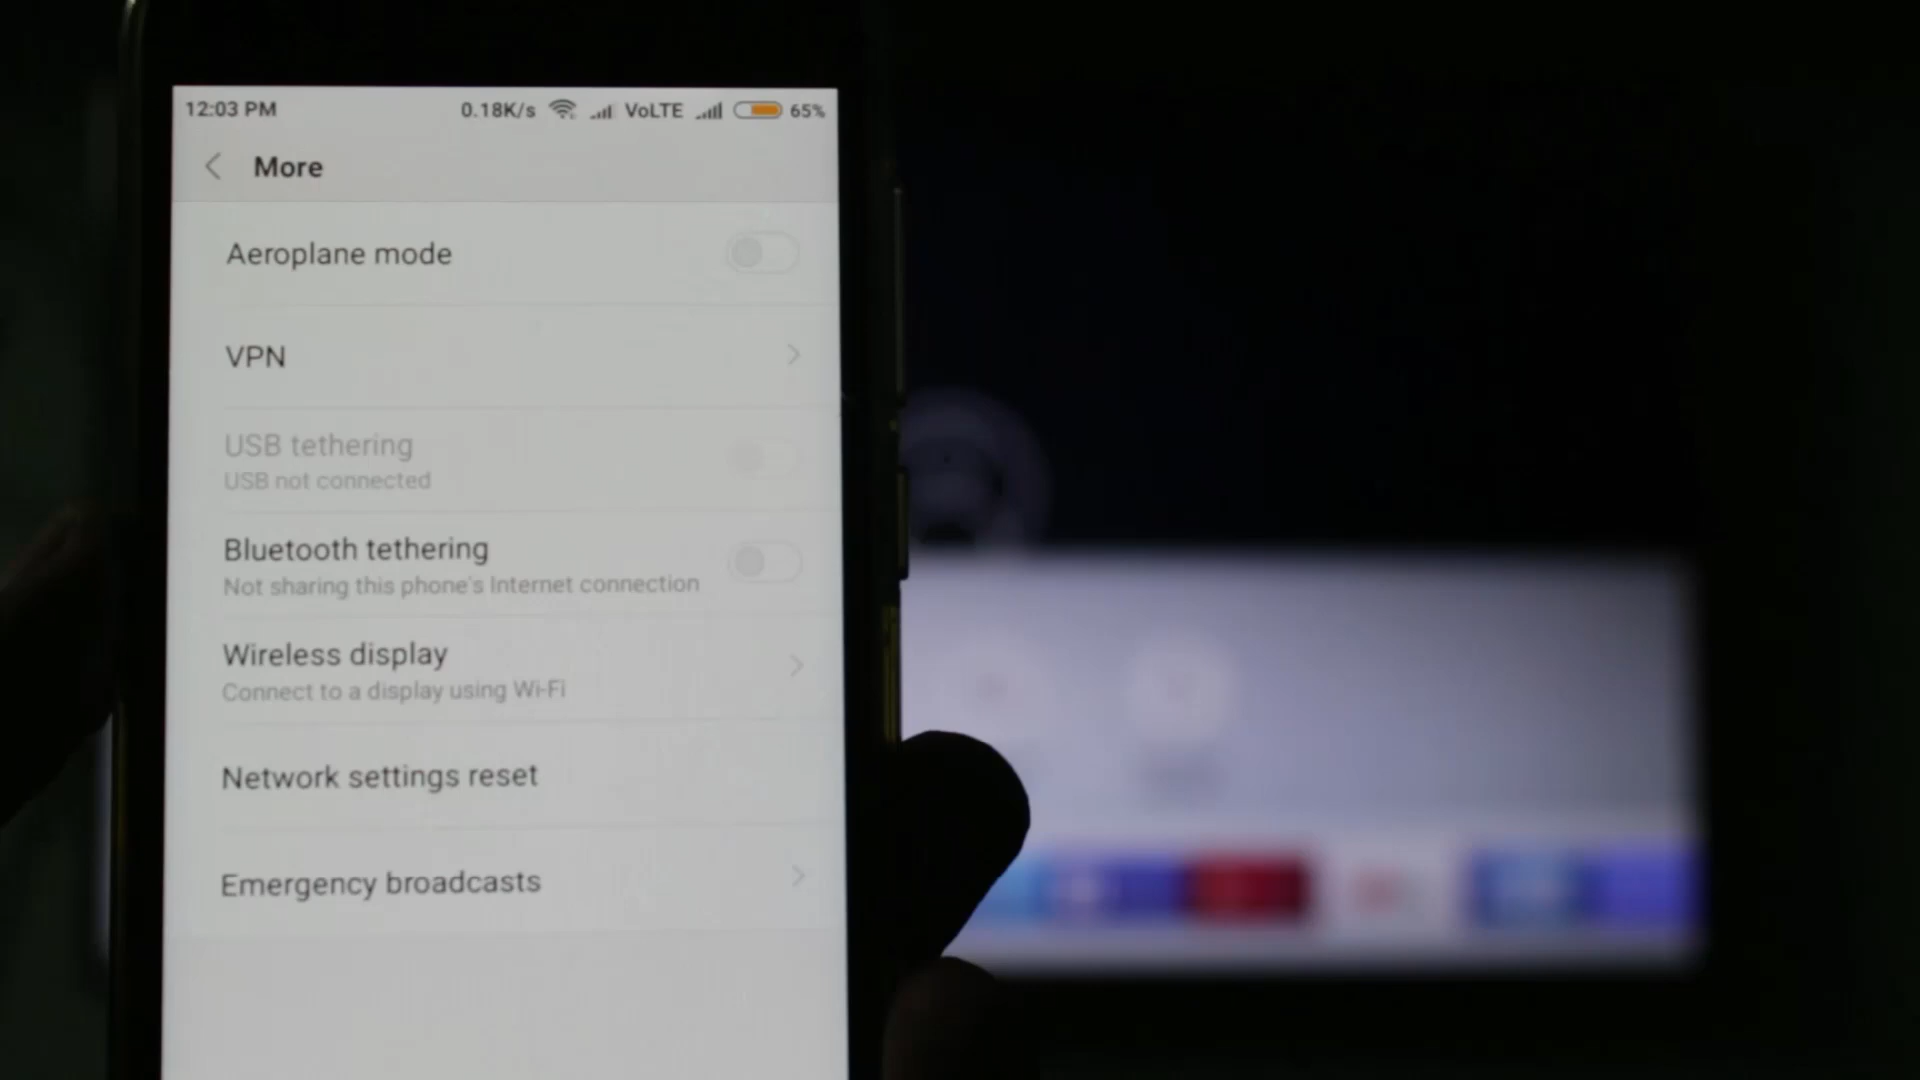 12:03 PM 0.18K/s VoLTE 65%
More
Aeroplane mode
VPN
USB tethering
USB not connected
Bluetooth tethering
Not sharing this phone's Internet connection
Wireless display
Connect to a display using Wi-Fi
Network settings reset
Emergency broadcasts